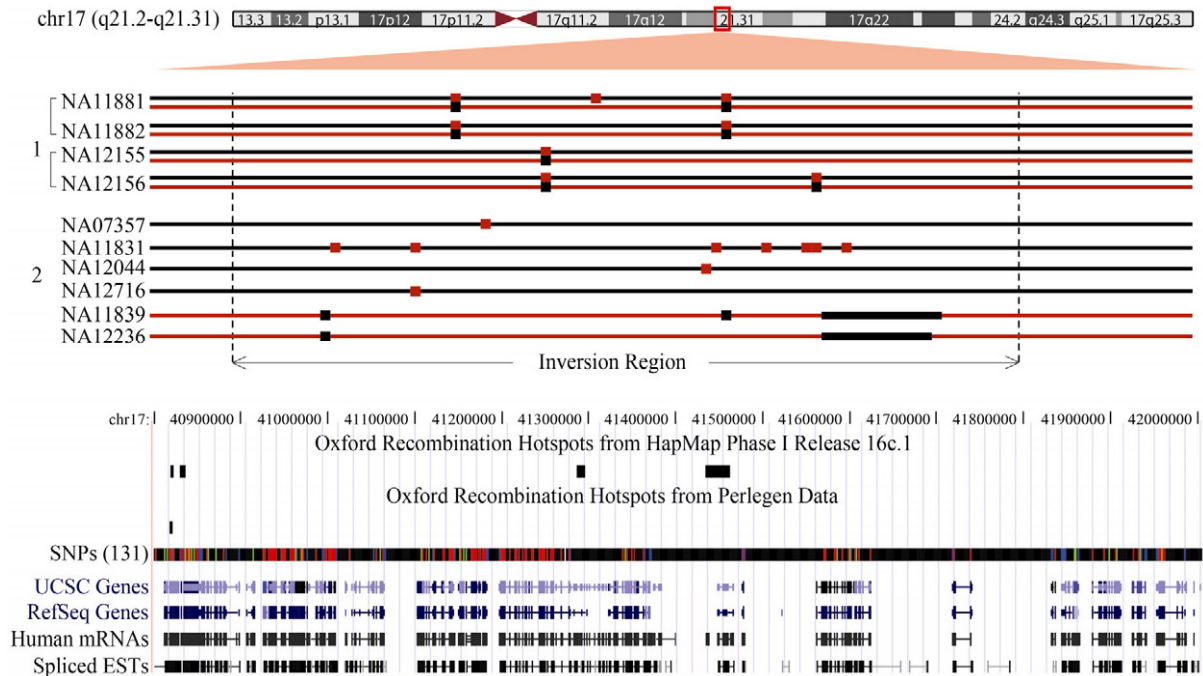 chr17 (q21.2-q21.31) 13.3 13.2 p13.1 17p12 17p11.2 17q11.2 17q12 21.31 17q22 24.2 q24.3 q25.1 17q25.3
NA11881
NA11882
1
NA12155
NA12156
NA07357
NA11831
2
NA12044
NA12716
NA11839
NA12236
Inversion Region
chr17: 40900000 41000000 41100000 41200000 41300000 41400000 41500000 41600000 41700000 41800000 41900000 42000000
Oxford Recombination Hotspots from HapMap Phase I Release 16c.1
Oxford Recombination Hotspots from Perlegen Data
SNPs (131)
UCSC Genes
RefSeq Genes
Human mRNAs
Spliced ESTs